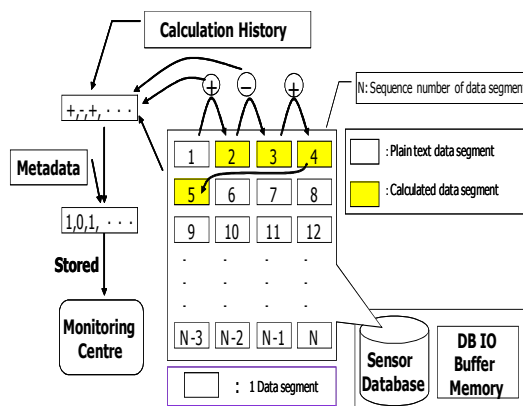 Calculation History
+ − +
N: Sequence number of data segment
+,-,+, · · ·
1 2 3 4
: Plain text data segment
Metadata
5 6 7 8
: Calculated data segment
1,0,1, · · ·
9 10 11 12
Stored
Monitoring
Centre
N-3 N-2 N-1 N
Sensor
Database
DB IO
Buffer
Memory
: 1 Data segment